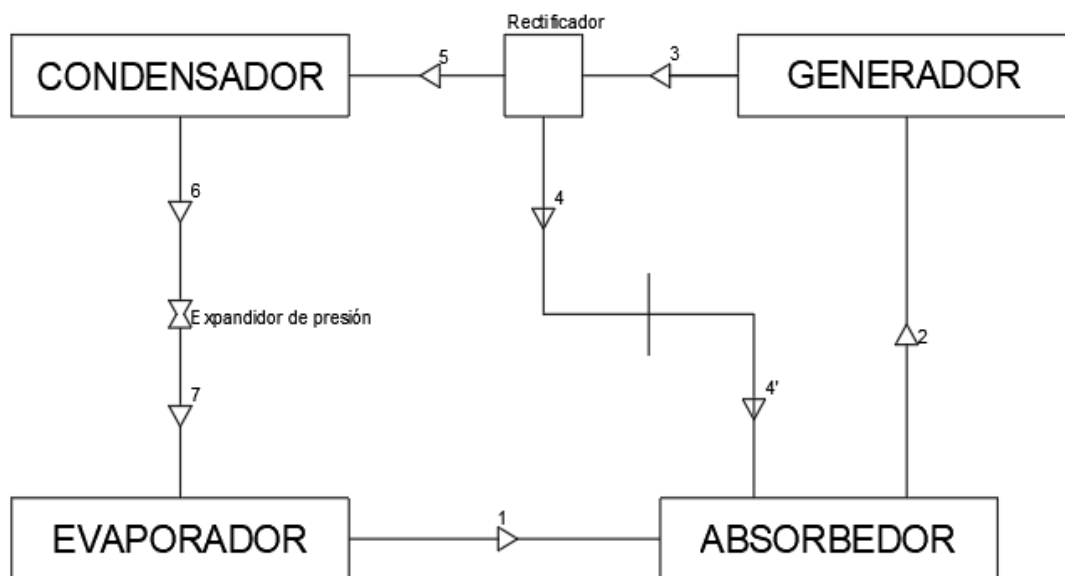 Rectificador
CONDENSADOR
5
3
GENERADOR
6
4
Expandidor de presión
2
7
4'
EVAPORADOR
1
ABSORBEDOR